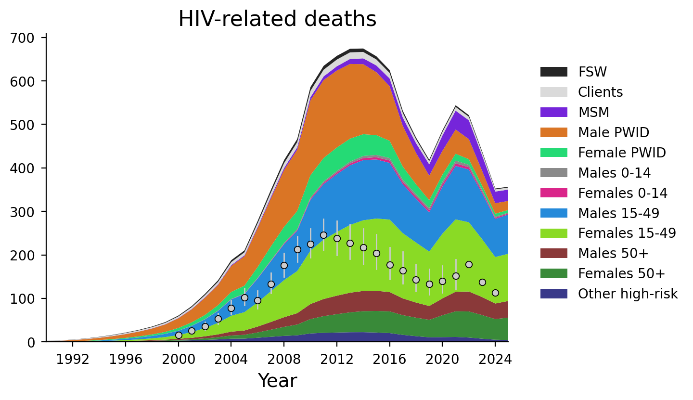 HIV-related deaths
700
600
500
400
300
200
100
0
1992 1996 2000 2004 2008 2012 2016 2020 2024
Year
FSW
Clients
MSM
Male PWID
Female PWID
Males 0-14
Females 0-14
Males 15-49
Females 15-49
Males 50+
Females 50+
Other high-risk